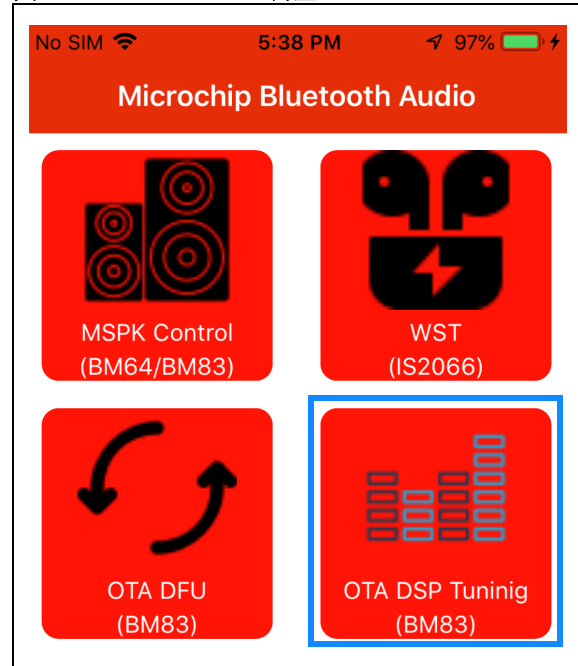 No SIM 5:38 PM 97%
Microchip Bluetooth Audio
MSPK Control
(BM64/BM83)
WST
(IS2066)
OTA DFU
(BM83)
OTA DSP Tuninig
(BM83)